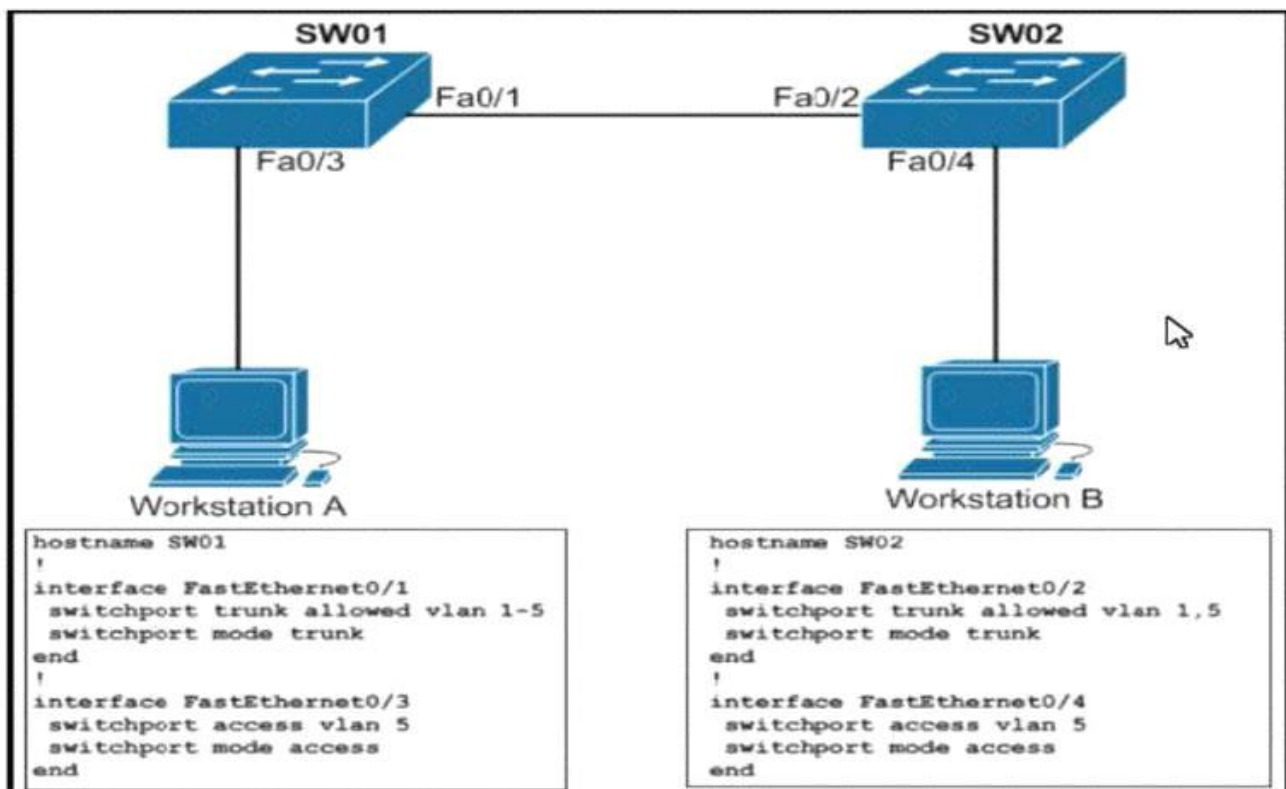 SW01
SW02
Fa0/1
Fa0/2
Fa0/3
Fa0/4
Workstation A
Workstation B
hostname SW01
!
interface FastEthernet0/1
switchport trunk allowed vlan 1-5
switchport mode trunk
end
!
interface FastEthernet0/3
switchport access vlan 5
switchport mode access
end
hostname SW02
!
interface FastEthernet0/2
switchport trunk allowed vlan 1,5
switchport mode trunk
end
!
interface FastEthernet0/4
switchport access vlan 5
switchport mode access
end